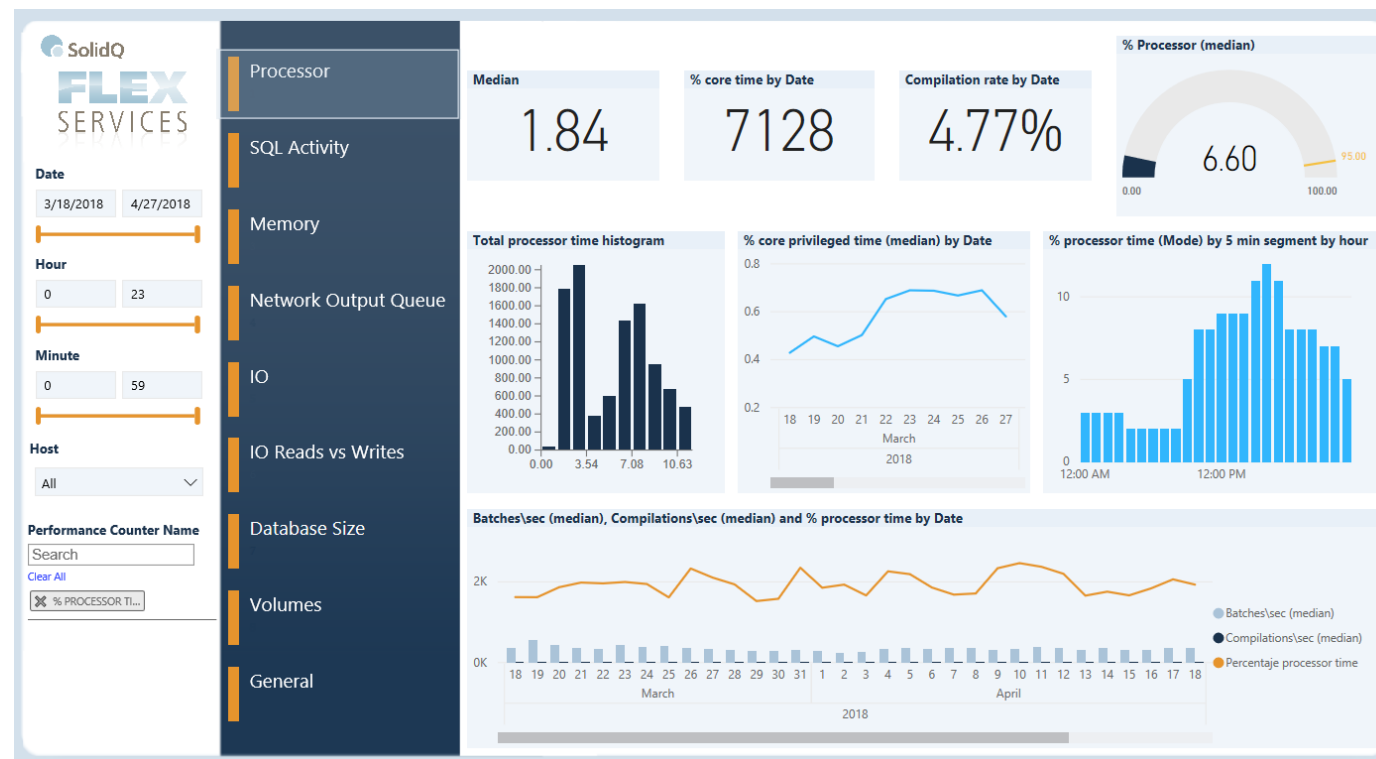 SolidQ
FLEX
SERVICES
Date
3/18/2018 4/27/2018
Hour
0 23
Minute
0 59
Host
All
Performance Counter Name
Search
Clear All
% PROCESSOR TI...
Processor
SQL Activity
Memory
Network Output Queue
IO
IO Reads vs Writes
Database Size
Volumes
General
Median
1.84
% core time by Date
7128
Compilation rate by Date
4.77%
% Processor (median)
6.60
95.00
0.00 100.00
Total processor time histogram
2000.00
1800.00
1600.00
1400.00
1200.00
1000.00
800.00
600.00
400.00
200.00
0.00
0.00 3.54 7.08 10.63
% core privileged time (median) by Date
0.8
0.6
0.4
0.2
18 19 20 21 22 23 24 25 26 27
March
2018
% processor time (Mode) by 5 min segment by hour
10
5
0
12:00 AM 12:00 PM
Batches\sec (median), Compilations\sec (median) and % processor time by Date
2K
0K
18 19 20 21 22 23 24 25 26 27 28 29 30 31 1 2 3 4 5 6 7 8 9 10 11 12 13 14 15 16 17 18
March April
2018
Batches\sec (median)
Compilations\sec (median)
Percentaje processor time